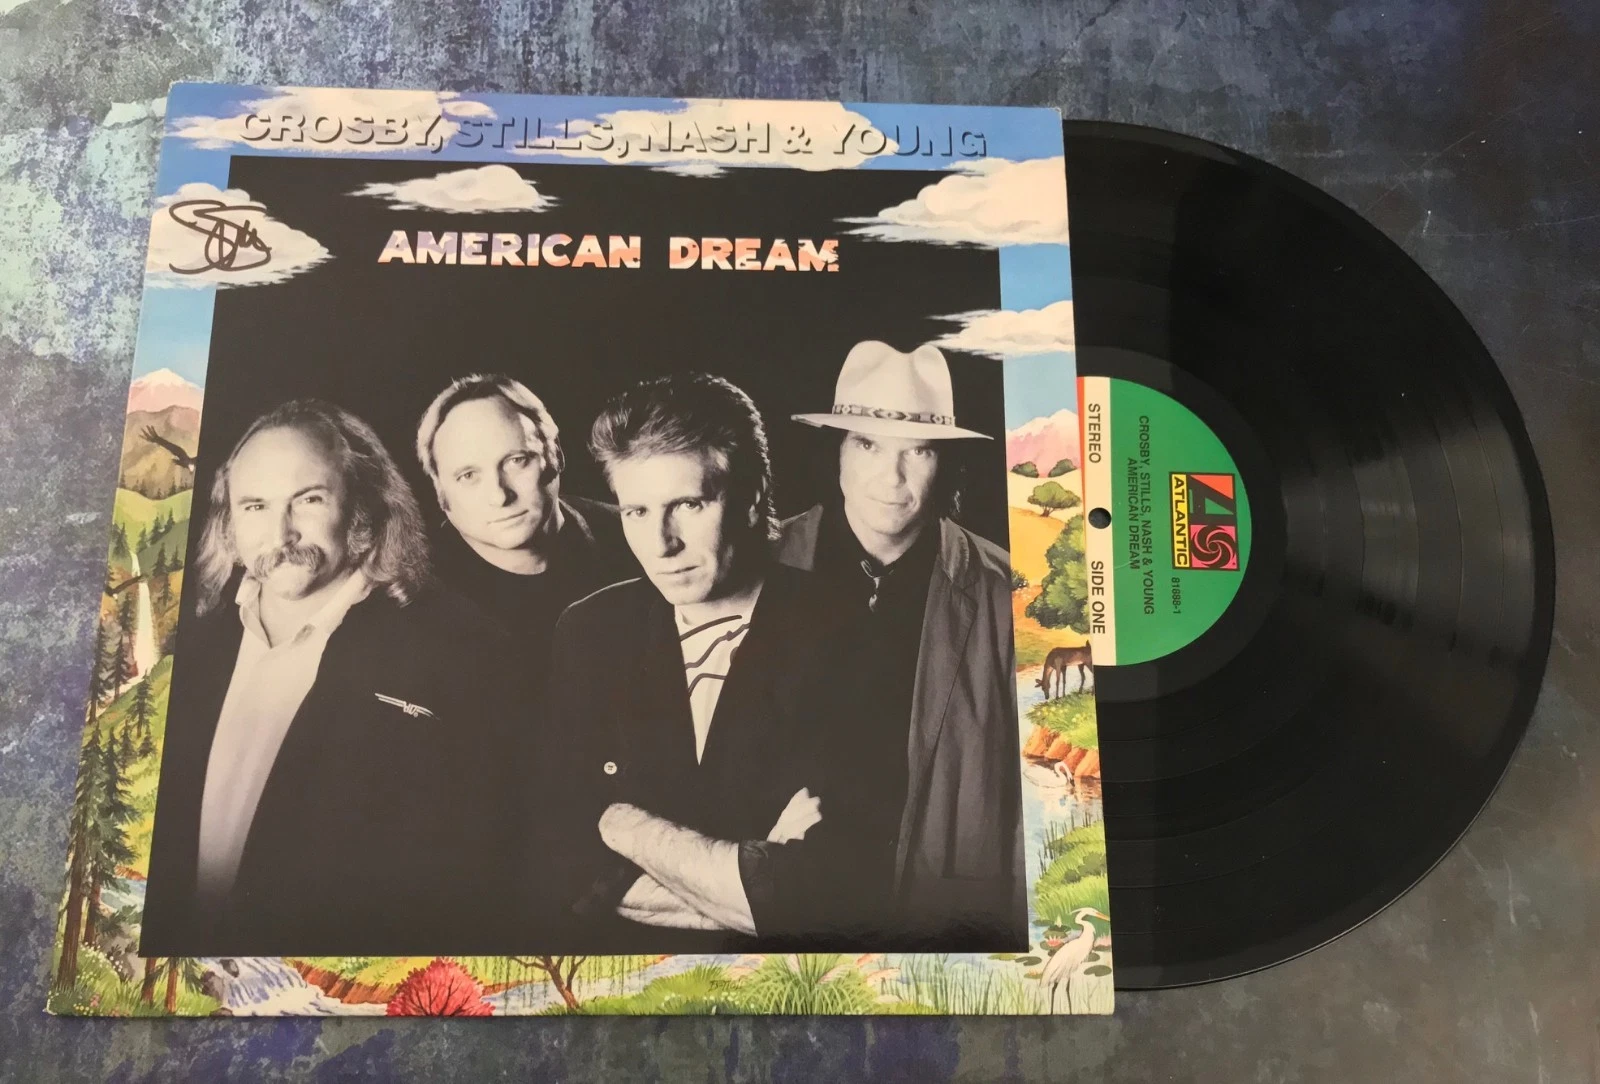 CROSBY, STILLS, NASH & YOUNG
AMERICAN DREAM
STEREO
SIDE ONE
CROSBY, STILLS, NASH & YOUNG
AMERICAN DREAM
ATLANTIC
81888-1